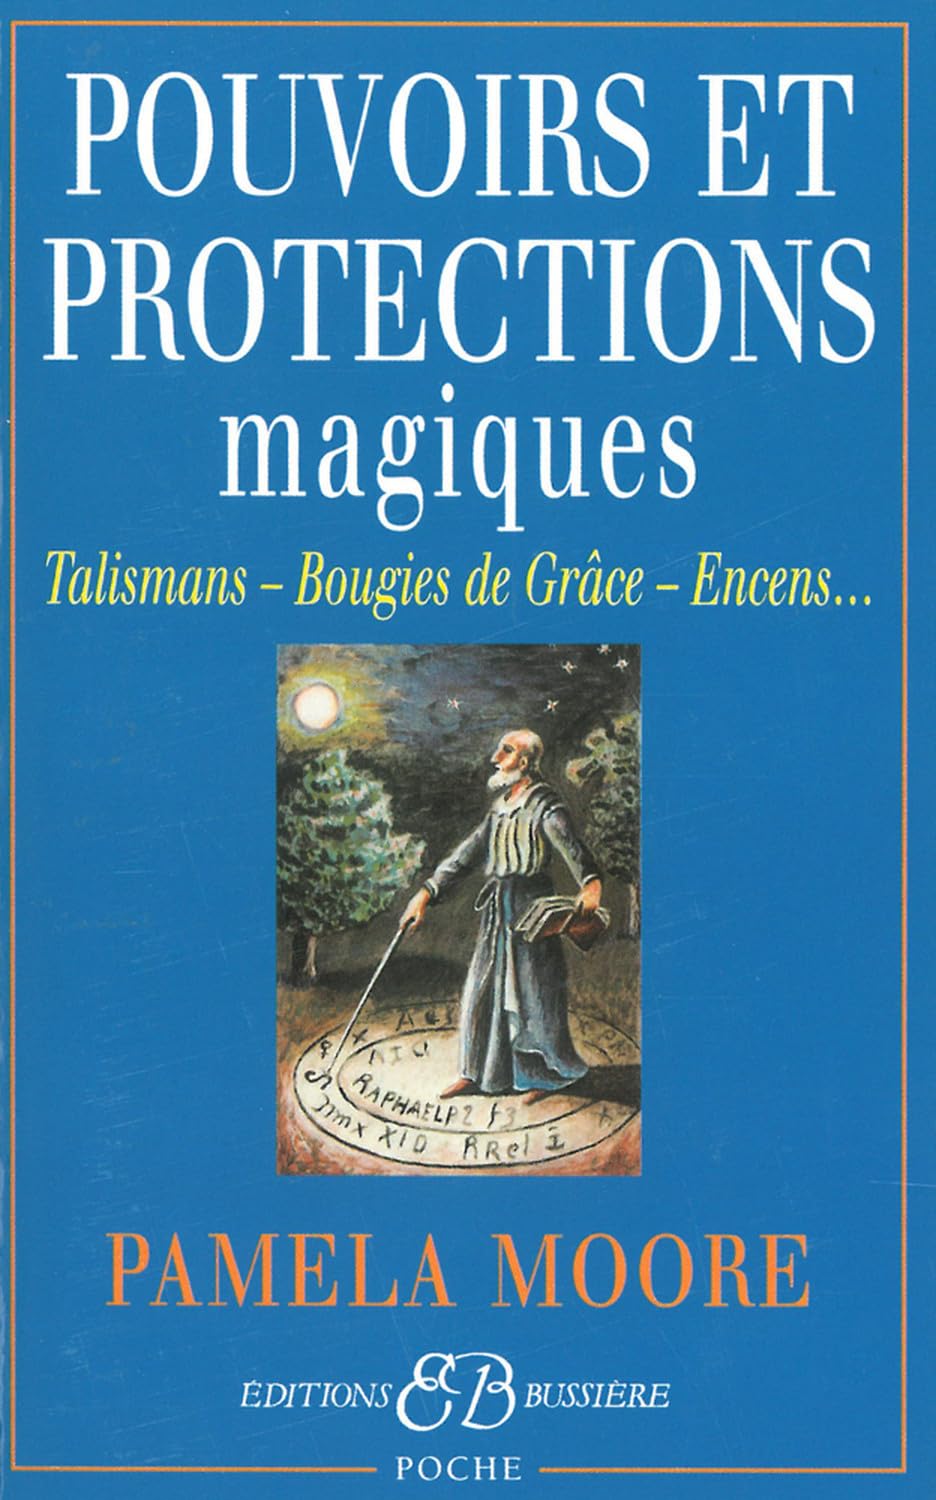 POUVOIRS ET
PROTECTIONS
magiques
Talismans – Bougies de Grâce – Encens...
RAPHAEL
PAMELA MOORE
ÉDITIONS EB BUSSIÈRE
POCHE